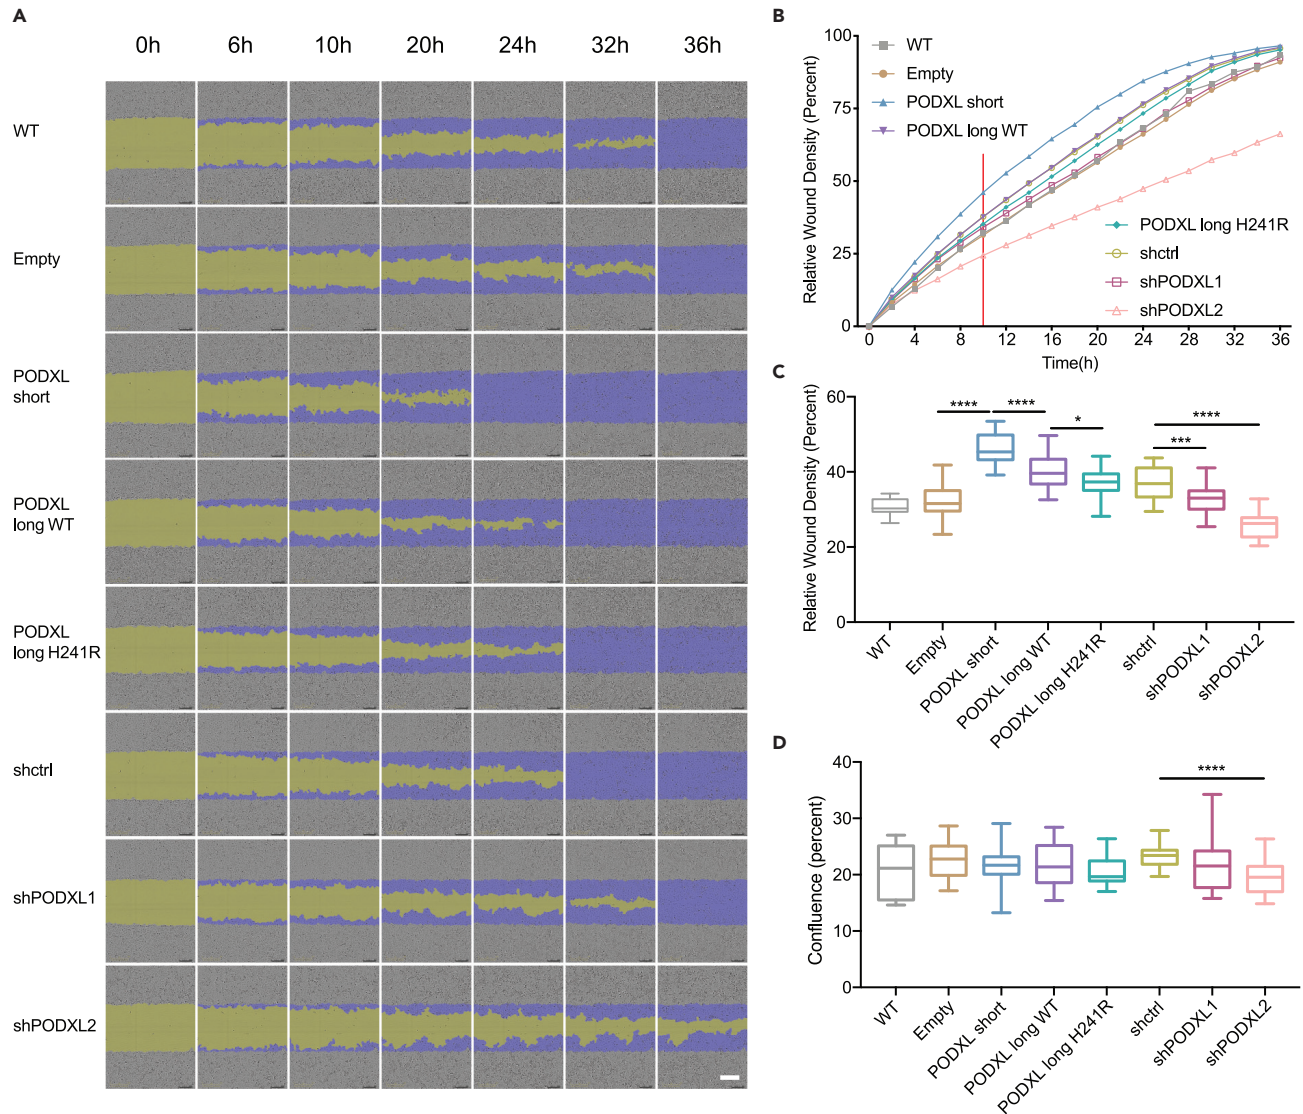 A
0h 6h 10h 20h 24h 32h 36h
WT
Empty
PODXL
short
PODXL
long WT
PODXL
long H241R
shctrl
shPODXL1
shPODXL2
B
Relative Wound Density (Percent)
100
75
50
25
0
WT
Empty
PODXL short
PODXL long WT
PODXL long H241R
shctrl
shPODXL1
shPODXL2
0 4 8 12 16 20 24 28 32 36
Time(h)
C
Relative Wound Density (Percent)
60
40
20
0
**** **** * *** ****
WT Empty PODXL short PODXL long WT PODXL long H241R shctrl shPODXL1 shPODXL2
D
Confluence (percent)
40
30
20
10
0
****
WT Empty PODXL short PODXL long WT PODXL long H241R shctrl shPODXL1 shPODXL2